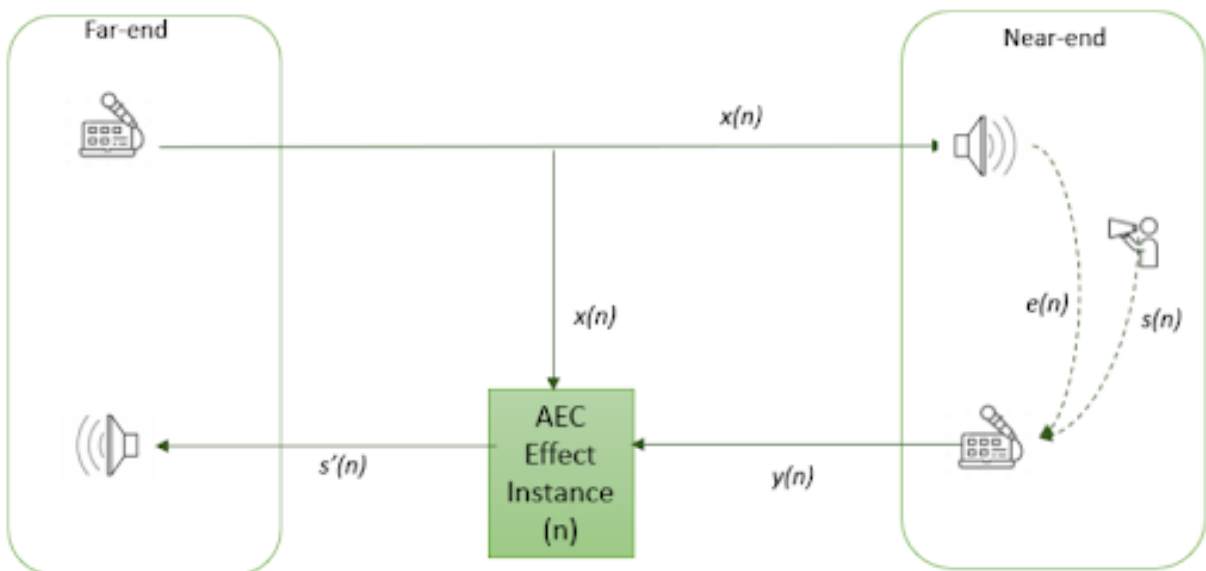 Far-end
Near-end
x(n)
x(n)
e(n)
s(n)
AEC
Effect
Instance
(n)
s’(n)
y(n)